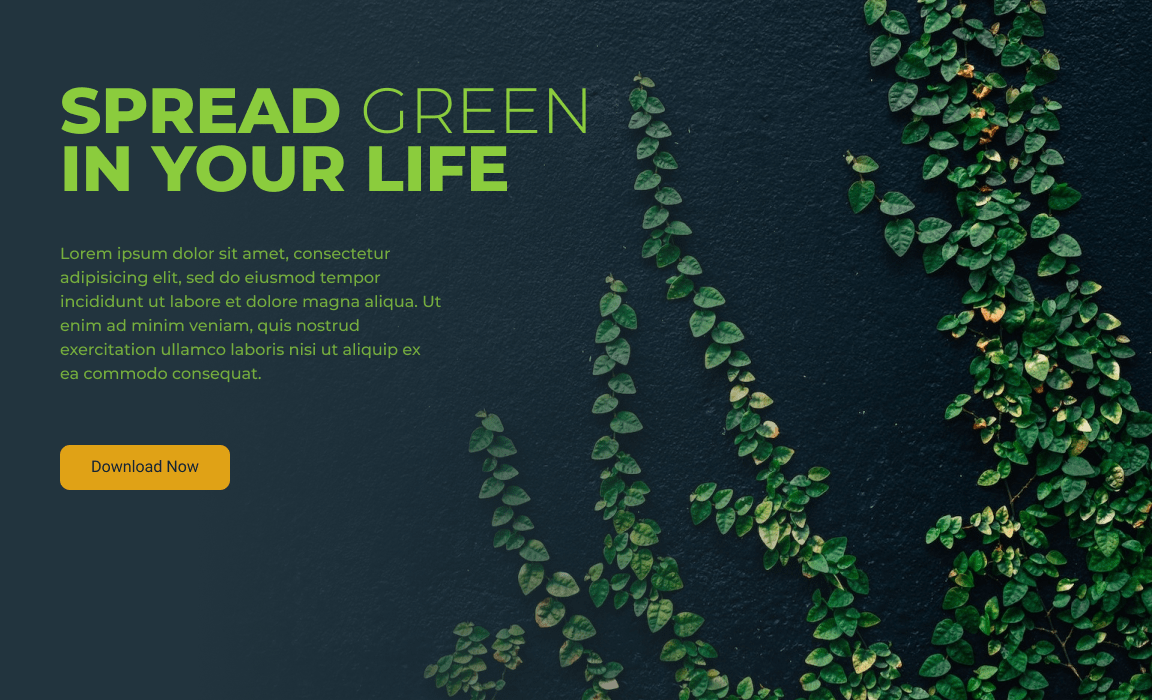 SPREAD GREEN
IN YOUR LIFE
Lorem ipsum dolor sit amet, consectetur
adipisicing elit, sed do eiusmod tempor
incididunt ut labore et dolore magna aliqua. Ut
enim ad minim veniam, quis nostrud
exercitation ullamco laboris nisi ut aliquip ex
ea commodo consequat.
Download Now